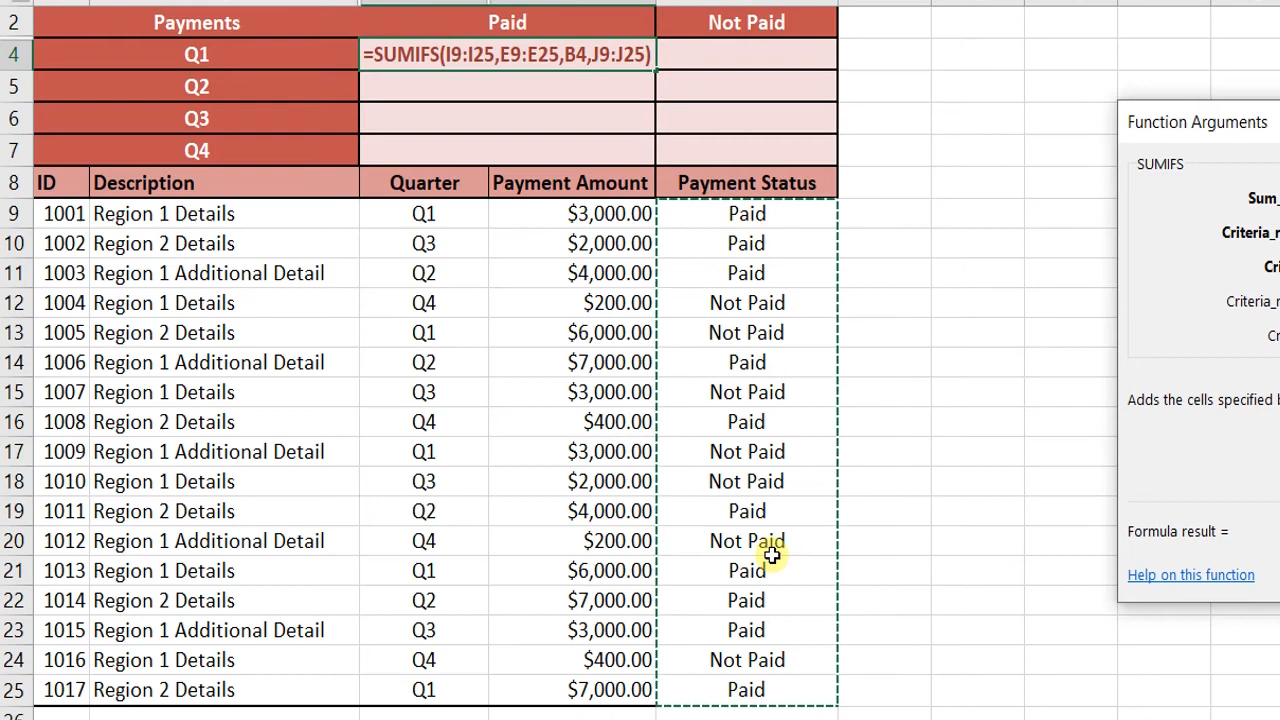 2 Payments Paid Not Paid
4 Q1 =SUMIFS(I9:I25,E9:E25,B4,J9:J25)
5 Q2
6 Q3
7 Q4
8 ID Description Quarter Payment Amount Payment Status
9 1001 Region 1 Details Q1 $3,000.00 Paid
10 1002 Region 2 Details Q3 $2,000.00 Paid
11 1003 Region 1 Additional Detail Q2 $4,000.00 Paid
12 1004 Region 1 Details Q4 $200.00 Not Paid
13 1005 Region 2 Details Q1 $6,000.00 Not Paid
14 1006 Region 1 Additional Detail Q2 $7,000.00 Paid
15 1007 Region 1 Details Q3 $3,000.00 Not Paid
16 1008 Region 2 Details Q4 $400.00 Paid
17 1009 Region 1 Additional Detail Q1 $3,000.00 Not Paid
18 1010 Region 1 Details Q3 $2,000.00 Not Paid
19 1011 Region 2 Details Q2 $4,000.00 Paid
20 1012 Region 1 Additional Detail Q4 $200.00 Not Paid
21 1013 Region 1 Details Q1 $6,000.00 Paid
22 1014 Region 2 Details Q2 $7,000.00 Paid
23 1015 Region 1 Additional Detail Q3 $3,000.00 Paid
24 1016 Region 1 Details Q4 $400.00 Not Paid
25 1017 Region 2 Details Q1 $7,000.00 Paid
Function Arguments
SUMIFS
Sum_
Criteria_r
Cri
Criteria_r
Cr
Adds the cells specified b
Formula result =
Help on this function